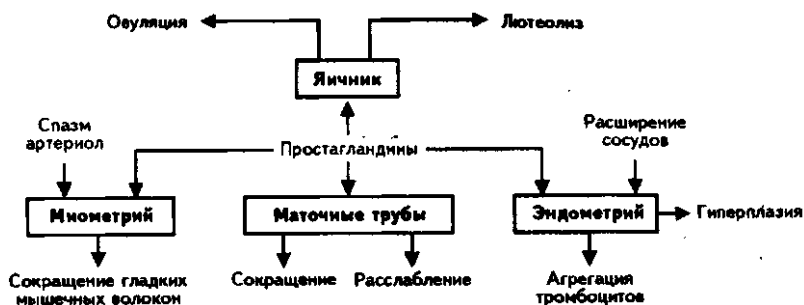 Овуляция
Лютеолиз
Яичник
Спазм
артериол
Простагландины
Расширение
сосудов
Миометрий
Маточные трубы
Эндометрий
Гиперплазия
Сокращение гладких
мышечных волокон
Сокращение
Расслабление
Агрегация
тромбоцитов